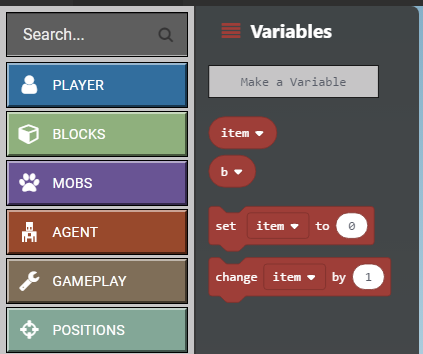 Search...
PLAYER
BLOCKS
MOBS
AGENT
GAMEPLAY
POSITIONS
Variables
Make a Variable
item
b
set item to 0
change item by 1